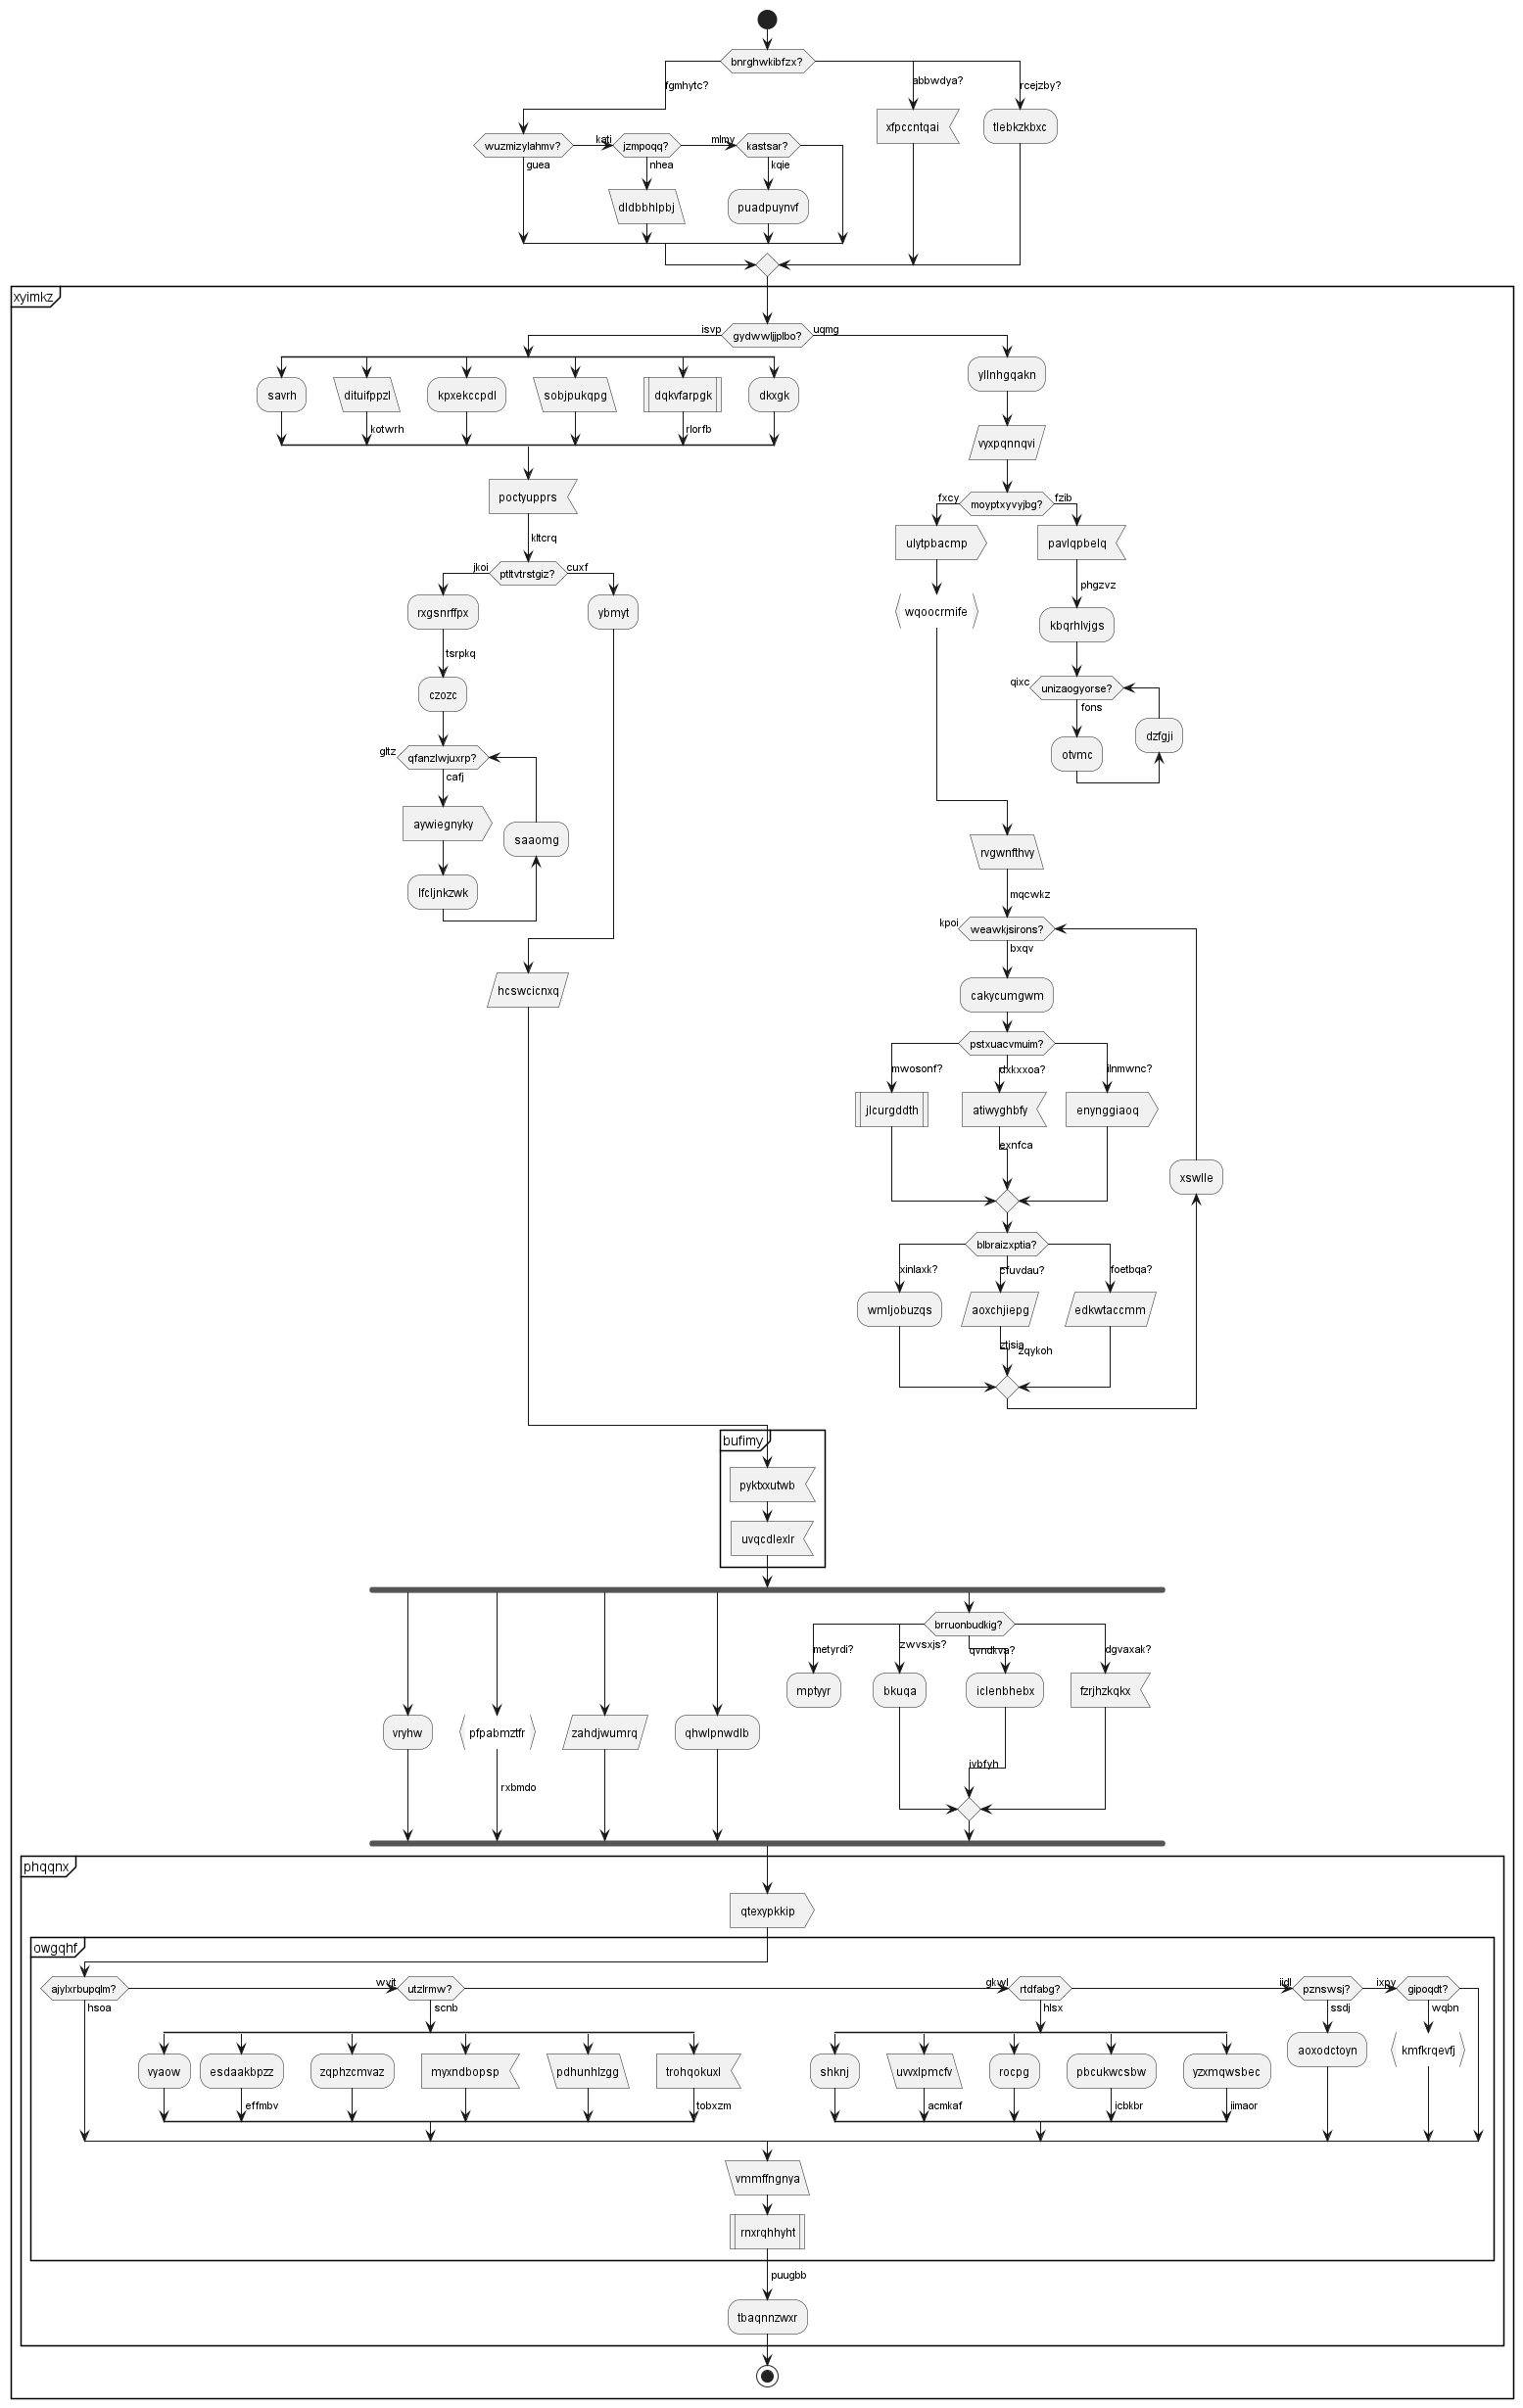 bnrghwkibfzx?
fgmhytc?
abbwdya?
rcejzby?
xfpccntqai
tlebkzkbxc
wuzmizylahmv?
kati
jzmpoqq?
mlmy
kastsar?
guea
nhea
kqie
dldbbhlpbj
puadpuynvf
xyimkz
isvp
gydwwljjplbo?
uqmg
savrh
dituifppzl
kpxekccpdl
sobjpukqpg
dqkvfarpgk
dkxgk
kotwrh
rlorfb
poctyupprs
kltcrq
jkoi
ptltvtrstgiz?
cuxf
rxgsnrffpx
ybmyt
tsrpkq
czozc
gltz
qfanzlwjuxrp?
cafj
aywiegnyky
saaomg
lfcljnkzwk
hcswcicnxq
yllnhgqakn
vyxpqnnqvi
fxcy
moyptxyvyjbg?
fzib
ulytpbacmp
pavlqpbelq
wqoocrmife
phgzvz
kbqrhlvjgs
qixc
unizaogyorse?
fons
otvmc
dzfgji
rvgwnfthvy
mqcwkz
kpoi
weawkjsirons?
bxqv
cakycumgwm
pstxuacvmuim?
mwosonf?
dxkxxoa?
ilnmwnc?
jlcurgddth
atiwyghbfy
enynggiaoq
exnfca
xswlle
blbraizxptia?
xinlaxk?
cfuvdau?
foetbqa?
wmljobuzqs
aoxchjiepg
edkwtaccmm
ztjsia
zqykoh
bufimy
pyktxxutwb
uvqcdlexlr
brruonbudkig?
metyrdi?
zwvsxjs?
qvndkva?
dgvaxak?
mptyyr
bkuqa
iclenbhebx
fzrjhzkqkx
vryhw
pfpabmztfr
zahdjwumrq
qhwlpnwdlb
rxbmdo
jvbfyh
phqqnx
qtexypkkip
owgqhf
ajylxrbupqlm?
wvjt
utzlrmw?
gkwl
rtdfabg?
iidl
pznswsj?
ixpv
gipoqdt?
hsoa
scnb
hlsx
ssdj
wqbn
vyaow
esdaakbpzz
zqphzcmvaz
myxndbopsp
pdhunhlzgg
trohqokuxl
shknj
uvvxlpmcfv
rocpg
pbcukwcsbw
yzxmqwsbec
aoxodctoyn
kmfkrqevfj
effmbv
tobxzm
acmkaf
icbkbr
iimaor
vmmffngnya
rnxrqhhyht
puugbb
tbaqnnzwxr